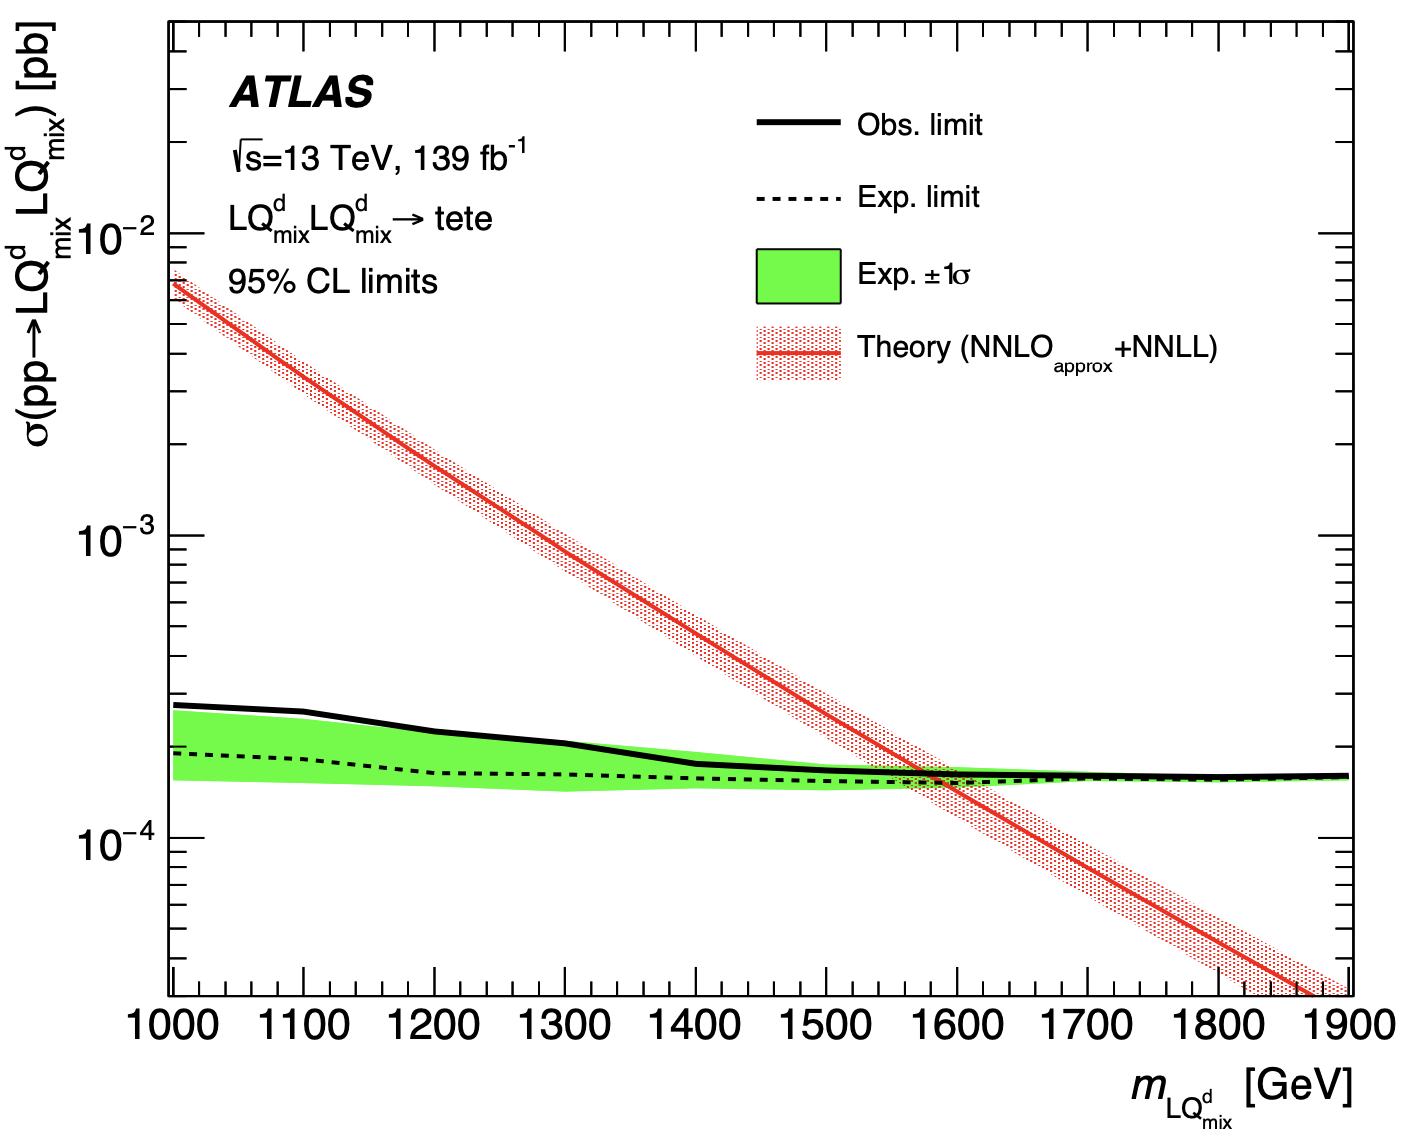 σ(pp→LQᵈₘᵢₓ LQᵈₘᵢₓ) [pb]
ATLAS
√s=13 TeV, 139 fb⁻¹
LQᵈₘᵢₓLQᵈₘᵢₓ→ tete
95% CL limits
Obs. limit
Exp. limit
Exp. ±1σ
Theory (NNLO_approx+NNLL)
10⁻²
10⁻³
10⁻⁴
1000 1100 1200 1300 1400 1500 1600 1700 1800 1900
m_LQᵈₘᵢₓ [GeV]